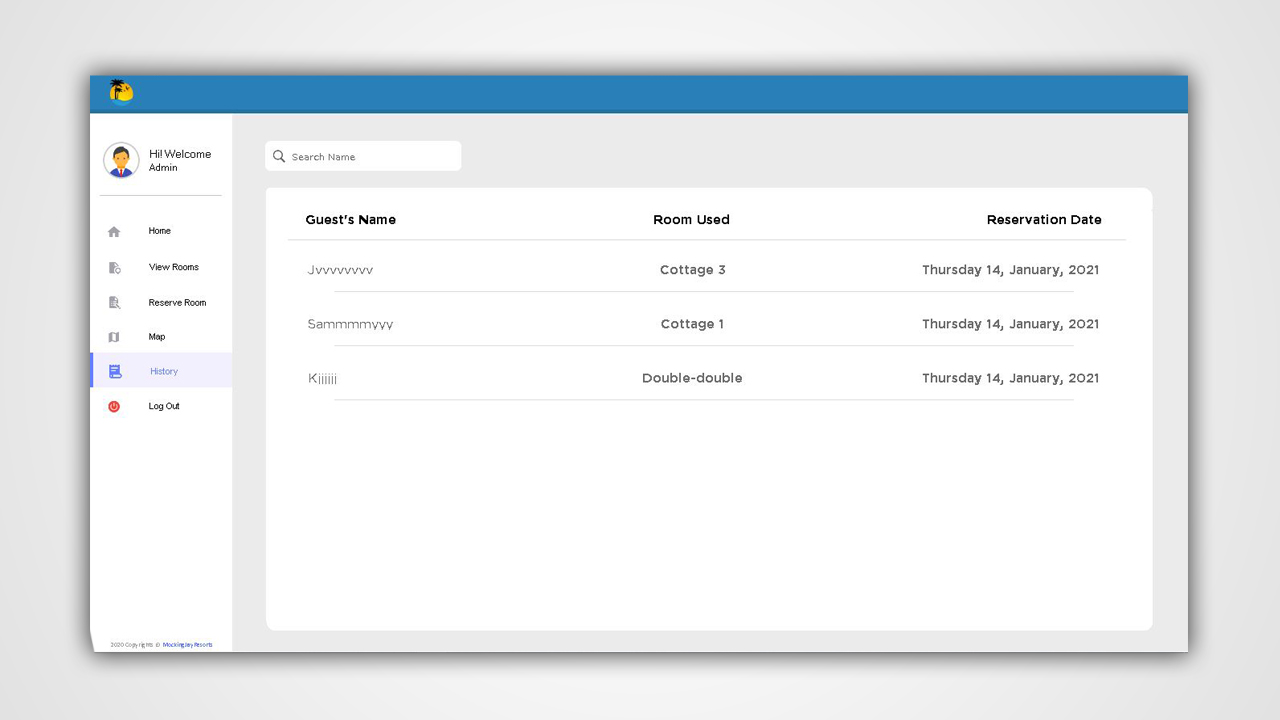 Hi! Welcome
Admin
Home
View Rooms
Reserve Room
Map
History
Log Out
2020 Copyrights © MockingJay Resorts
Search Name
Guest's Name Room Used Reservation Date
Jvvvvvvvv Cottage 3 Thursday 14, January, 2021
Sammmmyyy Cottage 1 Thursday 14, January, 2021
Kiiiiii Double-double Thursday 14, January, 2021